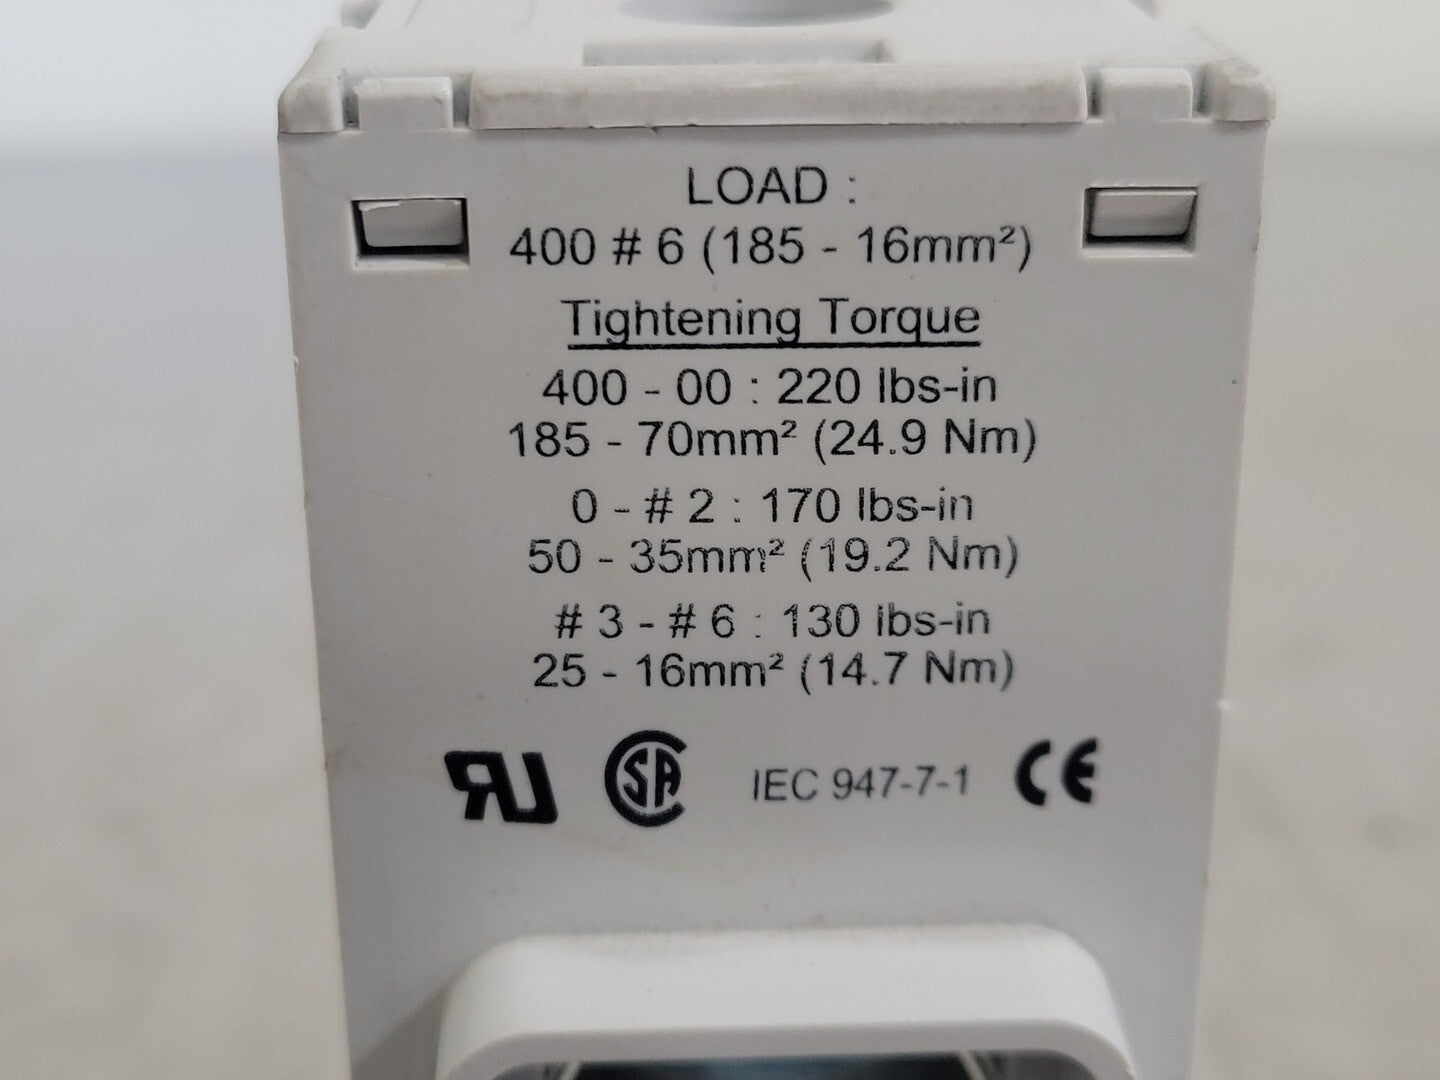 LOAD :
400 # 6 (185 - 16mm²)
Tightening Torque
400 - 00 : 220 lbs-in
185 - 70mm² (24.9 Nm)
0 - # 2 : 170 lbs-in
50 - 35mm² (19.2 Nm)
# 3 - # 6 : 130 lbs-in
25 - 16mm² (14.7 Nm)
RU SA IEC 947-7-1 CE